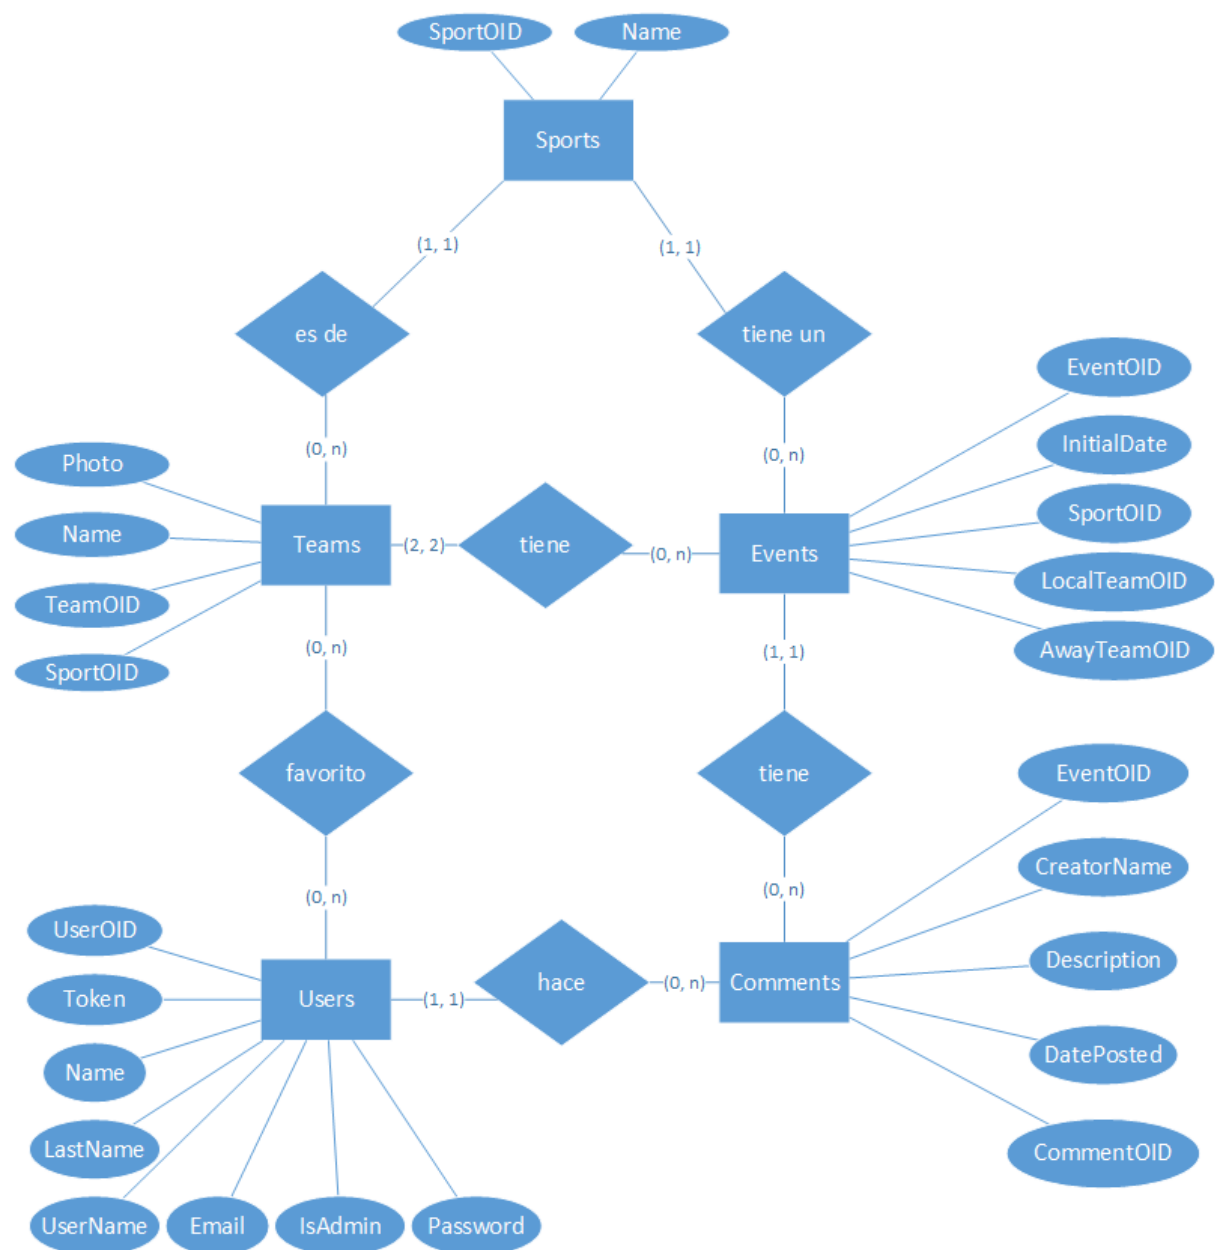 SportOID
Name
Sports
(1, 1)
(1, 1)
es de
tiene un
EventOID
InitialDate
(0, n)
(0, n)
Photo
SportOID
Name
Teams
(2, 2)
tiene
(0, n)
Events
LocalTeamOID
TeamOID
(0, n)
(1, 1)
AwayTeamOID
SportOID
favorito
tiene
EventOID
CreatorName
(0, n)
(0, n)
UserOID
Description
Token
Users
(1, 1)
hace
(0, n)
Comments
DatePosted
Name
LastName
CommentOID
UserName
Email
IsAdmin
Password